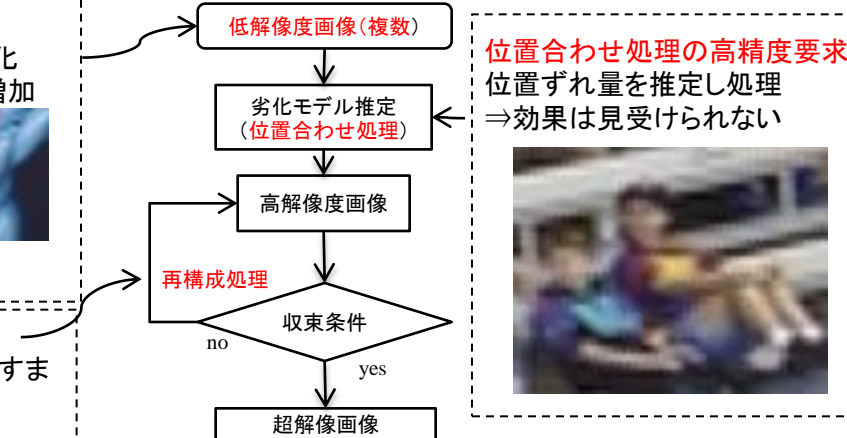 化
増加
すま
低解像度画像(複数)
劣化モデル推定
(位置合わせ処理)
高解像度画像
再構成処理
収束条件
no
yes
超解像画像
位置合わせ処理の高精度要求
位置ずれ量を推定し処理
⇒効果は見受けられない